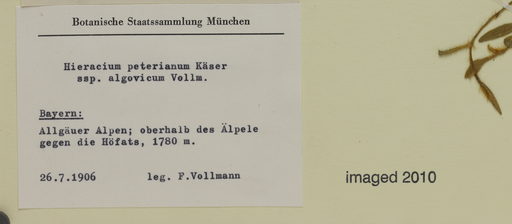 Botanische Staatssammlung München
Hieracium peterianum Käser
ssp. algovicum Vollm.
Bayern:
Allgäuer Alpen; oberhalb des Älpele
gegen die Höfats, 1780 m.
26.7.1906 leg. F.Vollmann
imaged 2010